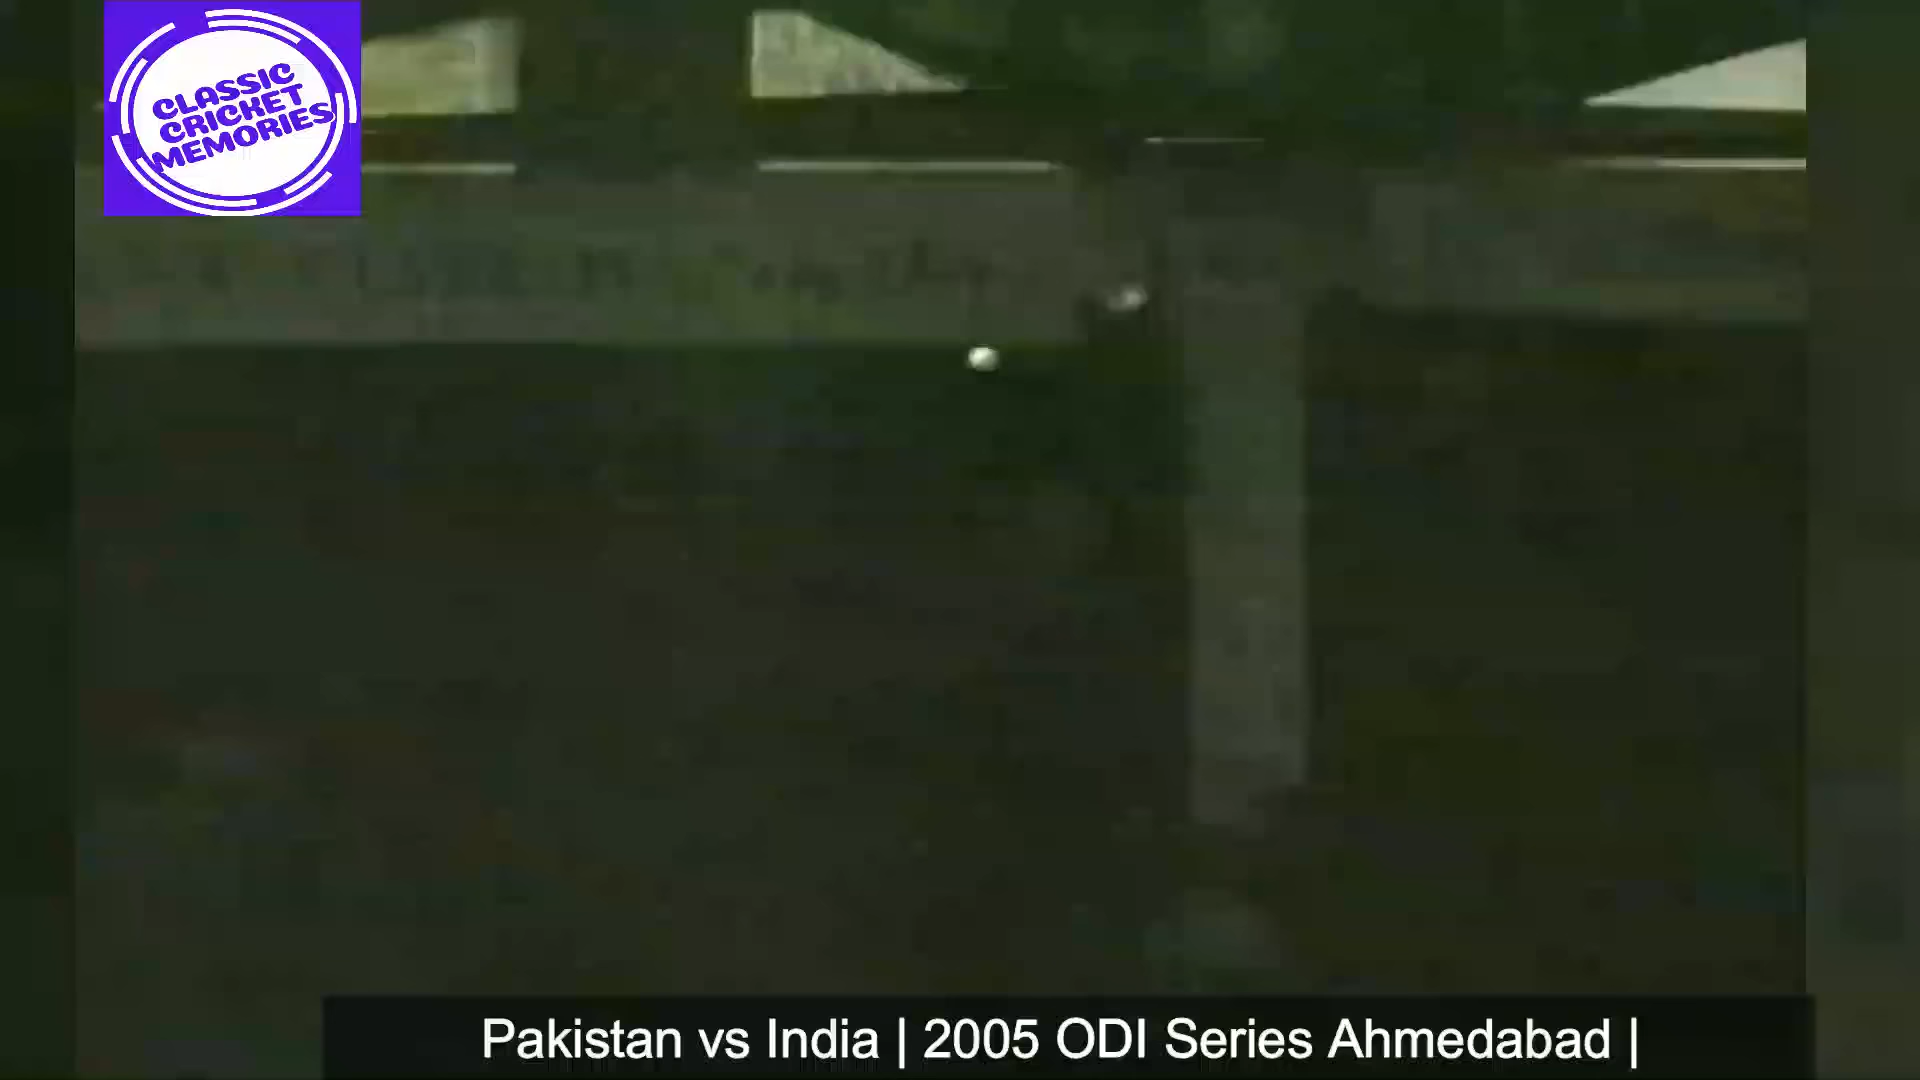 CLASSIC
CRICKET
MEMORIES
Pakistan vs India | 2005 ODI Series Ahmedabad |